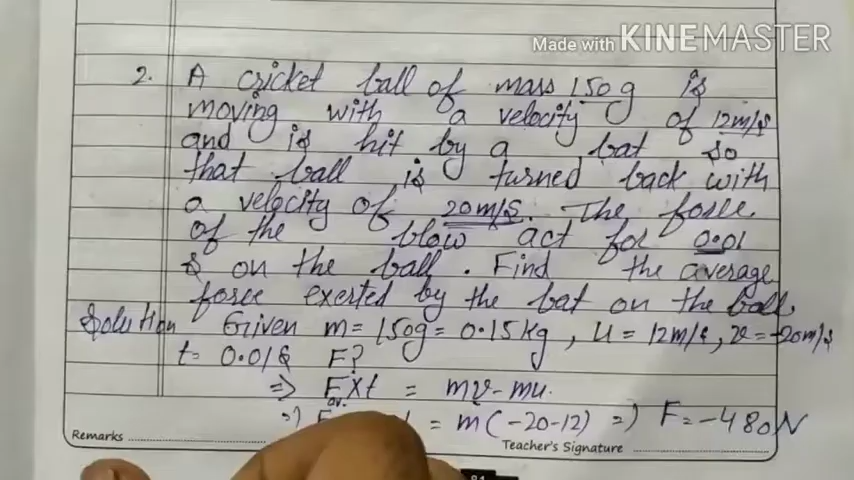 Made with KINEMASTER
2. A cricket ball of mass 150g is a
moving with a velocity of 12m/s
and is hit by a bat so
that ball is turned back with
a velocity of 20m/s. The force
of the blow act for 0.01
s on the ball. Find the average
force exerted by the bat on the ball.
Solution Given m = 150g = 0.15kg, u = 12m/s, v = -20m/s
t = 0.01s F?
=> F×t = mv - mu.
av.
=) = m(-20-12) =) F = -480N
Remarks
Teacher's Signature